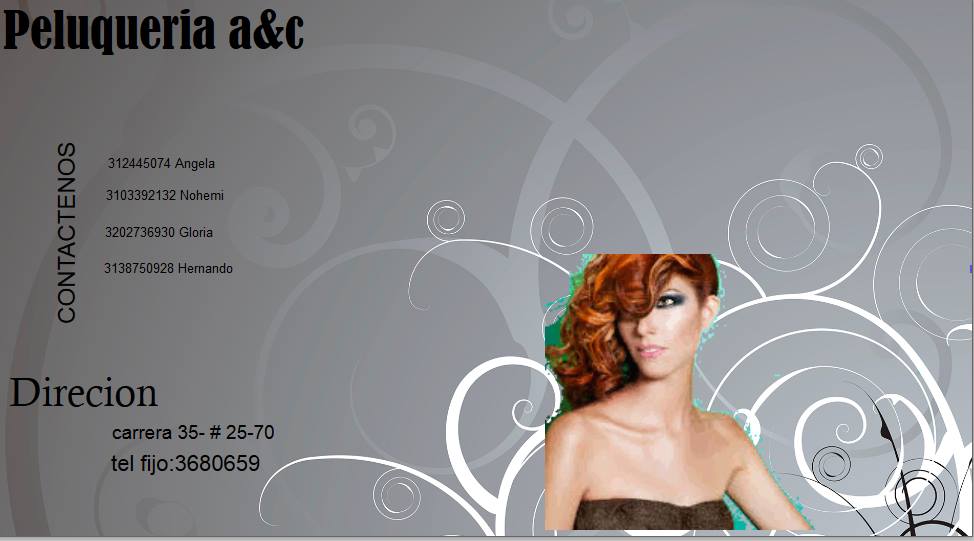 Peluqueria a&c
CONTACTENOS
312445074 Angela
3103392132 Nohemi
3202736930 Gloria
3138750928 Hernando
Direcion
carrera 35- # 25-70
tel fijo:3680659